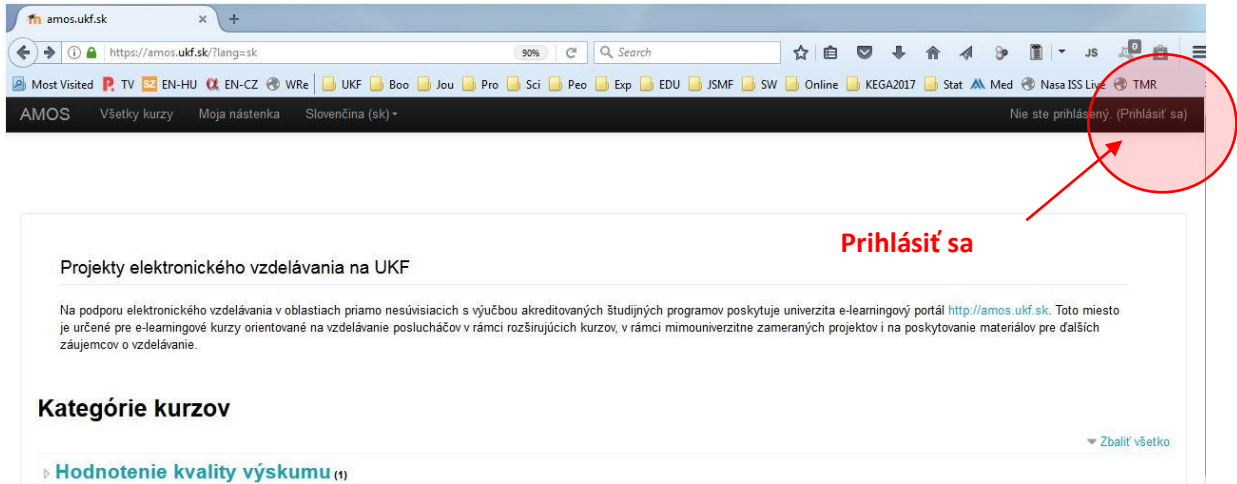 amos.ukf.sk
https://amos.ukf.sk/?lang=sk 90% Search JS 0
Most Visited TV SZ EN-HU EN-CZ WRe UKF Boo Jou Pro Sci Peo Exp EDU JSMF SW Online KEGA2017 Stat Med Nasa ISS Live TMR
AMOS Všetky kurzy Moja nástenka Slovenčina (sk) Nie ste prihlásený. (Prihlásiť sa)
Prihlásiť sa
Projekty elektronického vzdelávania na UKF
Na podporu elektronického vzdelávania v oblastiach priamo nesúvisiacich s výučbou akreditovaných študijných programov poskytuje univerzita e-learningový portál http://amos.ukf.sk. Toto miesto
je určené pre e-learningové kurzy orientované na vzdelávanie poslucháčov v rámci rozširujúcich kurzov, v rámci mimouniverzitne zameraných projektov i na poskytovanie materiálov pre ďalších
záujemcov o vzdelávanie.
Kategórie kurzov
Zbaliť všetko
Hodnotenie kvality výskumu (1)